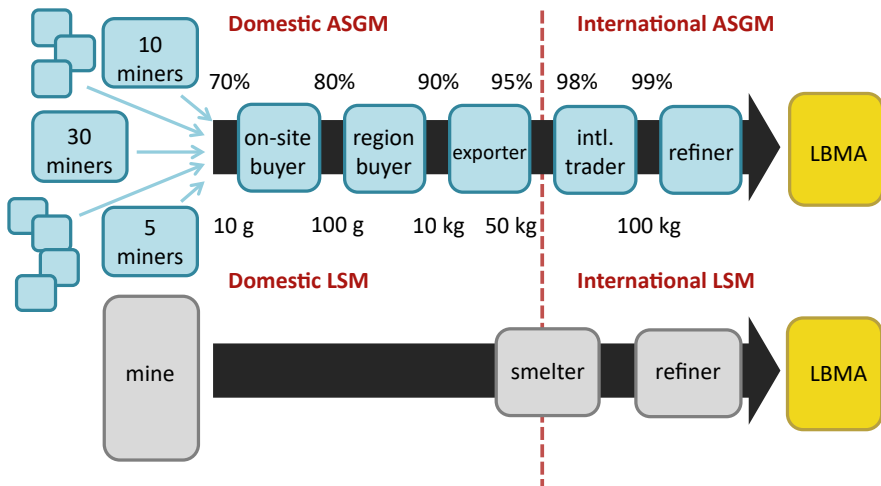 Domestic ASGM
International ASGM
10
miners
70%
80%
90%
95%
98%
99%
30
miners
on-site
buyer
region
buyer
exporter
intl.
trader
refiner
LBMA
5
miners
10 g
100 g
10 kg
50 kg
100 kg
Domestic LSM
International LSM
mine
smelter
refiner
LBMA